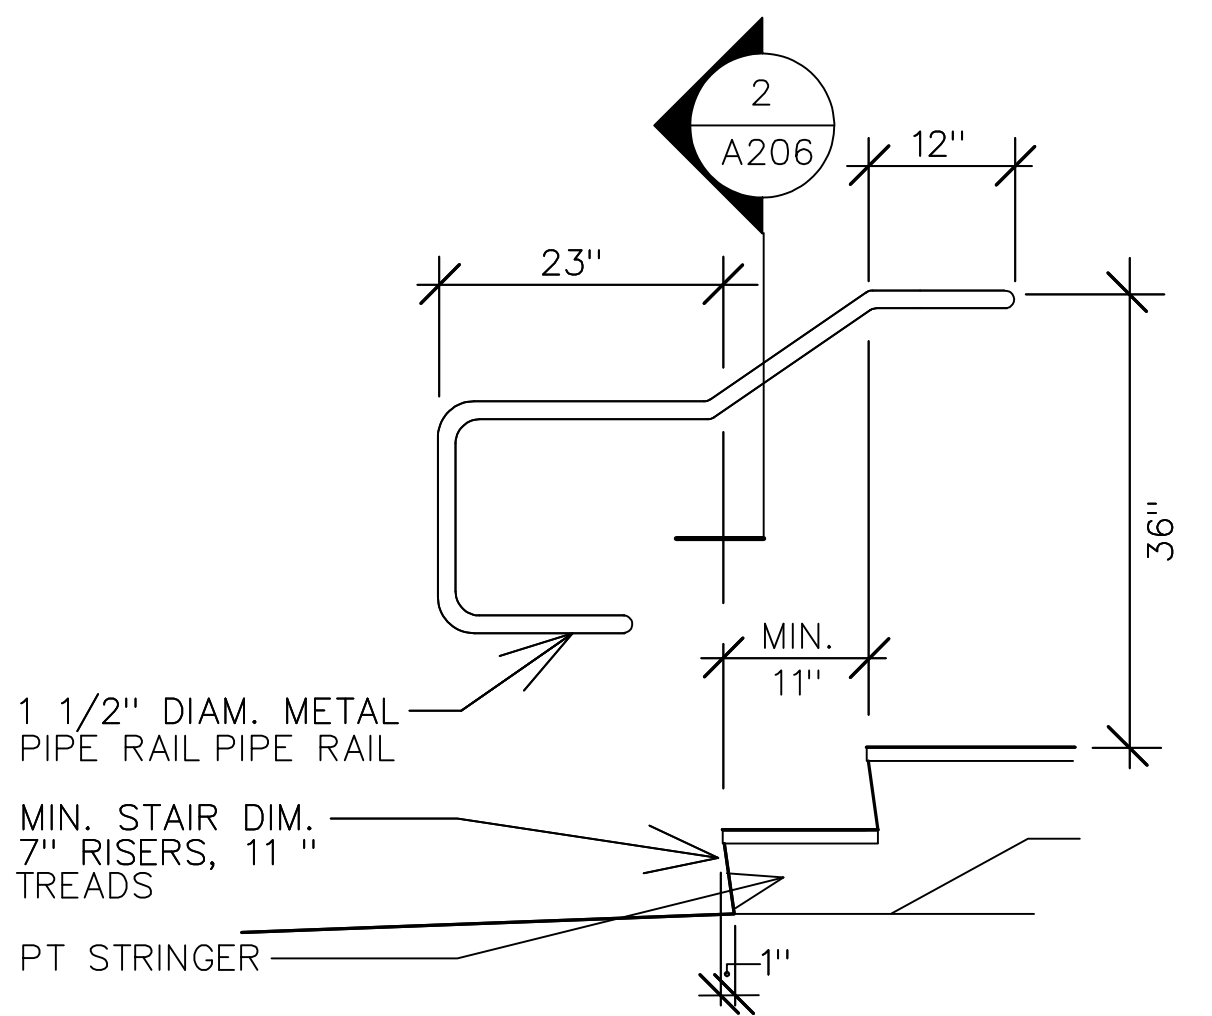 2
A206
12"
23"
36"
MIN.
11"
1 1/2" DIAM. METAL
PIPE RAIL PIPE RAIL
MIN. STAIR DIM.
7" RISERS, 11 "
TREADS
PT STRINGER
1"